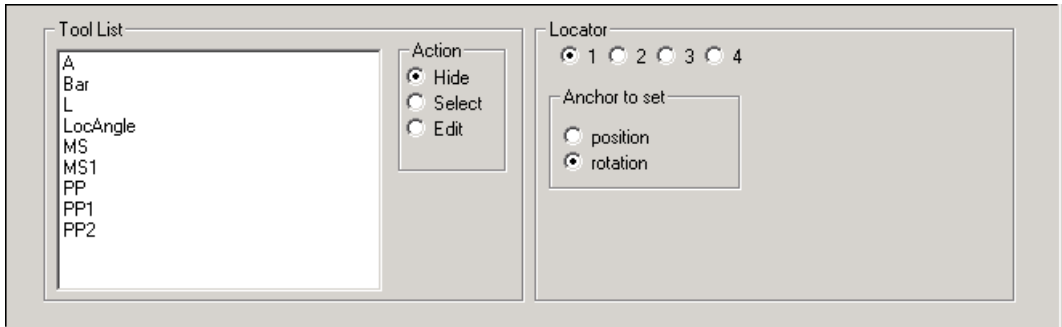 Tool List
A
Bar
L
LocAngle
MS
MS1
PP
PP1
PP2
Action
Hide
Select
Edit
Locator
1 2 3 4
Anchor to set
position
rotation